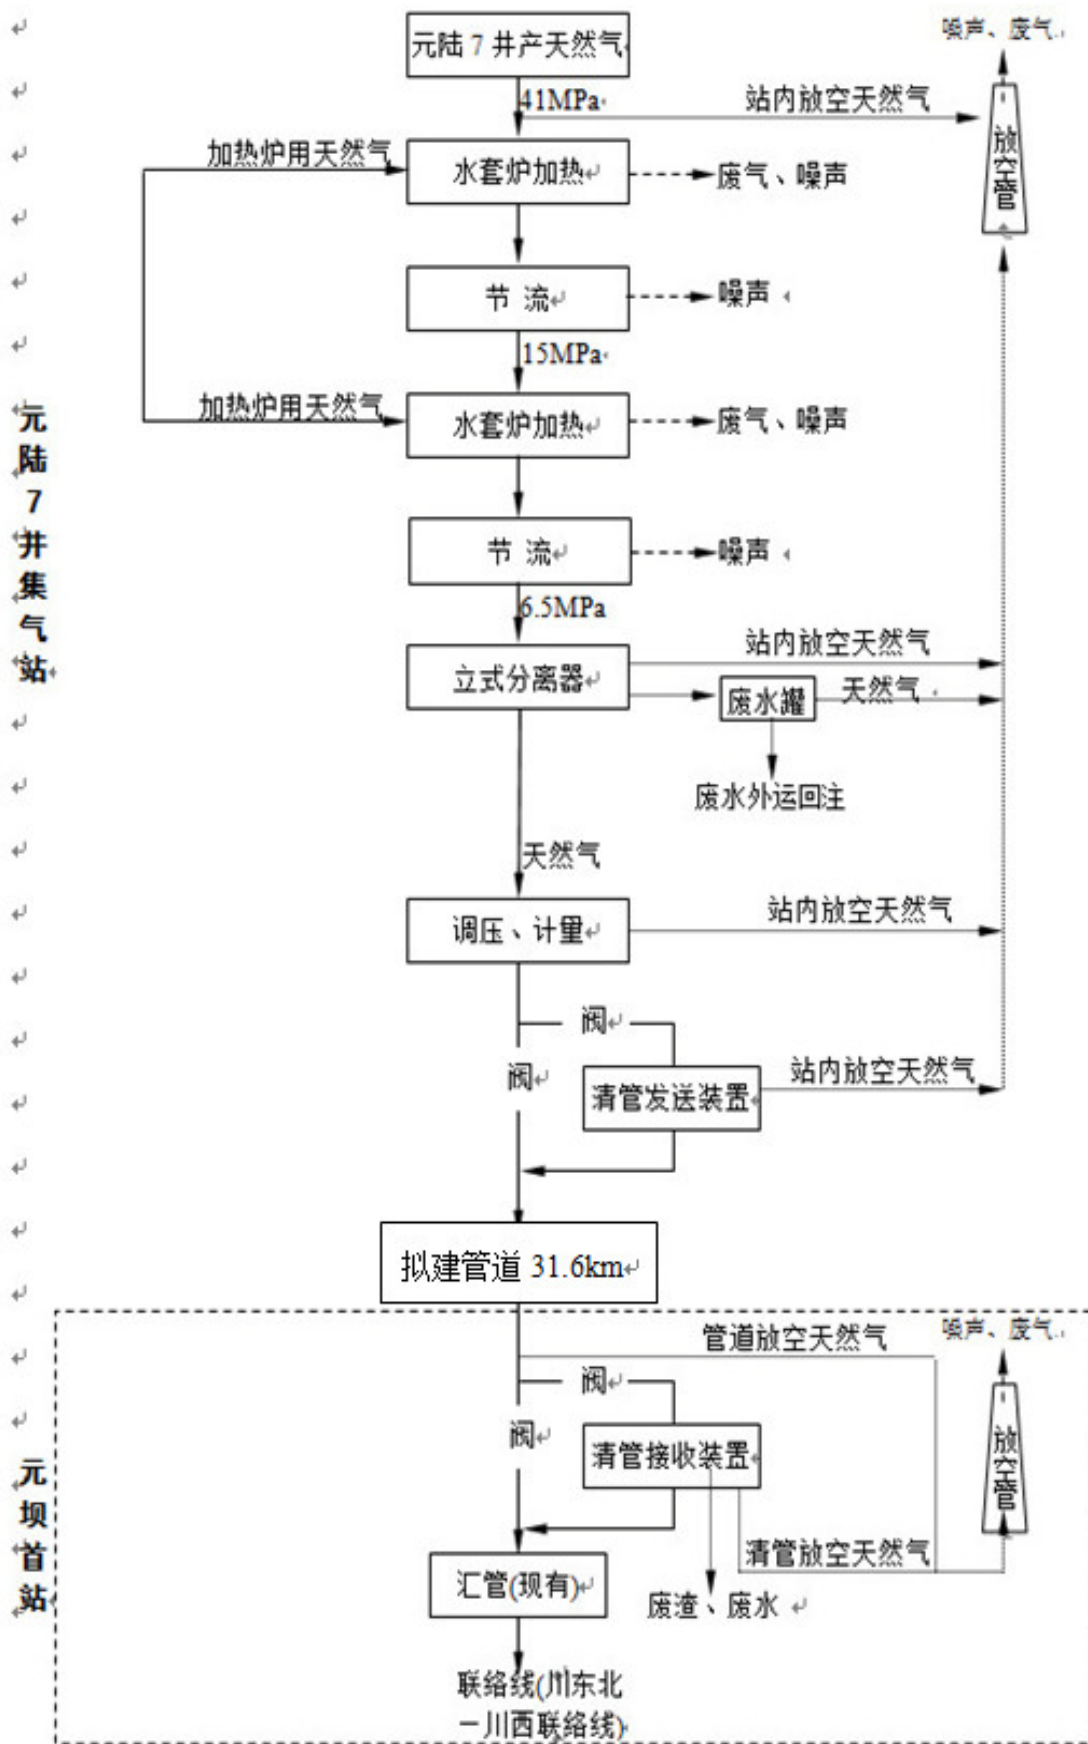 元陆 7 井产天然气
噪声、废气
41MPa
站内放空天然气
放空管
加热炉用天然气
水套炉加热
废气、噪声
节 流
噪声
15MPa
加热炉用天然气
水套炉加热
废气、噪声
元陆7井集气站
节 流
噪声
6.5MPa
站内放空天然气
立式分离器
废水罐
天然气
废水外运回注
天然气
调压、计量
站内放空天然气
阀
阀
清管发送装置
站内放空天然气
拟建管道 31.6km
管道放空天然气
噪声、废气
阀
阀
清管接收装置
放空管
元坝首站
清管放空天然气
汇管(现有)
废渣、废水
联络线(川东北
－川西联络线)